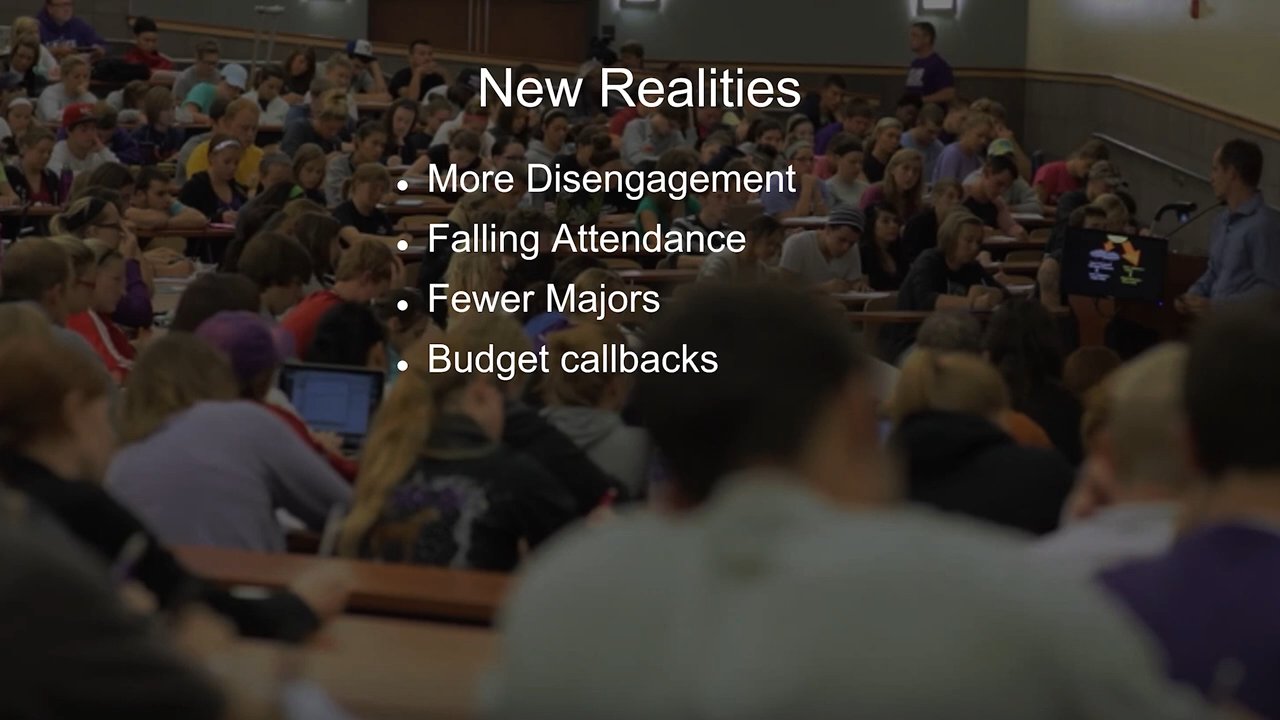 New Realities
• More Disengagement
• Falling Attendance
• Fewer Majors
• Budget callbacks